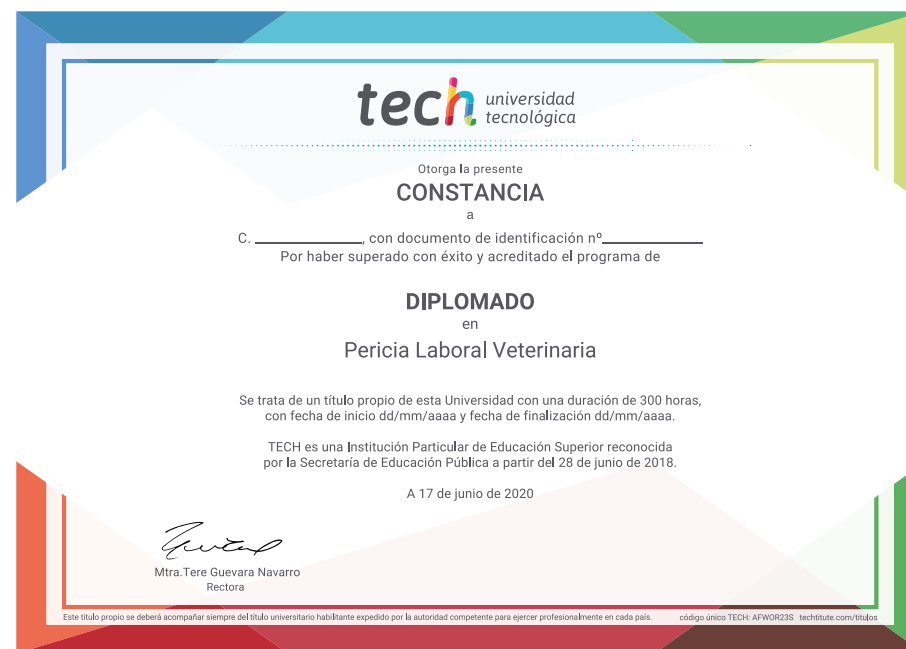 tech universidad
tecnológica
Otorga la presente
CONSTANCIA
a
C. ____________, con documento de identificación nº____________
Por haber superado con éxito y acreditado el programa de
DIPLOMADO
en
Pericia Laboral Veterinaria
Se trata de un título propio de esta Universidad con una duración de 300 horas,
con fecha de inicio dd/mm/aaaa y fecha de finalización dd/mm/aaaa.
TECH es una Institución Particular de Educación Superior reconocida
por la Secretaría de Educación Pública a partir del 28 de junio de 2018.
A 17 de junio de 2020
Mtra.Tere Guevara Navarro
Rectora
Este título propio se deberá acompañar siempre del título universitario habilitante expedido por la autoridad competente para ejercer profesionalmente en cada país. código único TECH: AFWOR23S techtitute.com/titulos